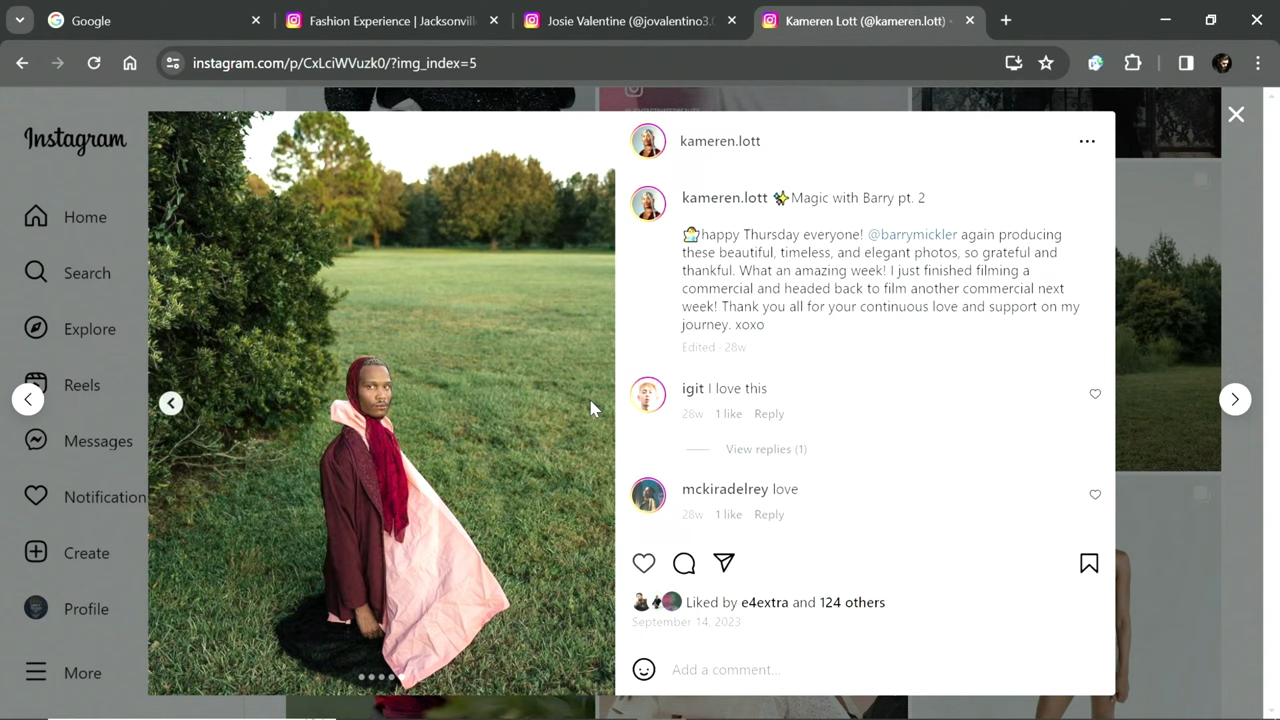 Google
Fashion Experience | Jacksonvill
Josie Valentine (@jovalentino3.0
Kameren Lott (@kameren.lott)
instagram.com/p/CxLciWVuzk0/?img_index=5
Instagram
Home
Search
Explore
Reels
Messages
Notification
Create
Profile
More
kameren.lott
kameren.lott ✨Magic with Barry pt. 2
happy Thursday everyone! @barrymickler again producing
these beautiful, timeless, and elegant photos, so grateful and
thankful. What an amazing week! I just finished filming a
commercial and headed back to film another commercial next
week! Thank you all for your continuous love and support on my
journey. xoxo
Edited · 28w
igit I love this
28w 1 like Reply
View replies (1)
mckiradelrey love
28w 1 like Reply
Liked by e4extra and 124 others
September 14, 2023
Add a comment...